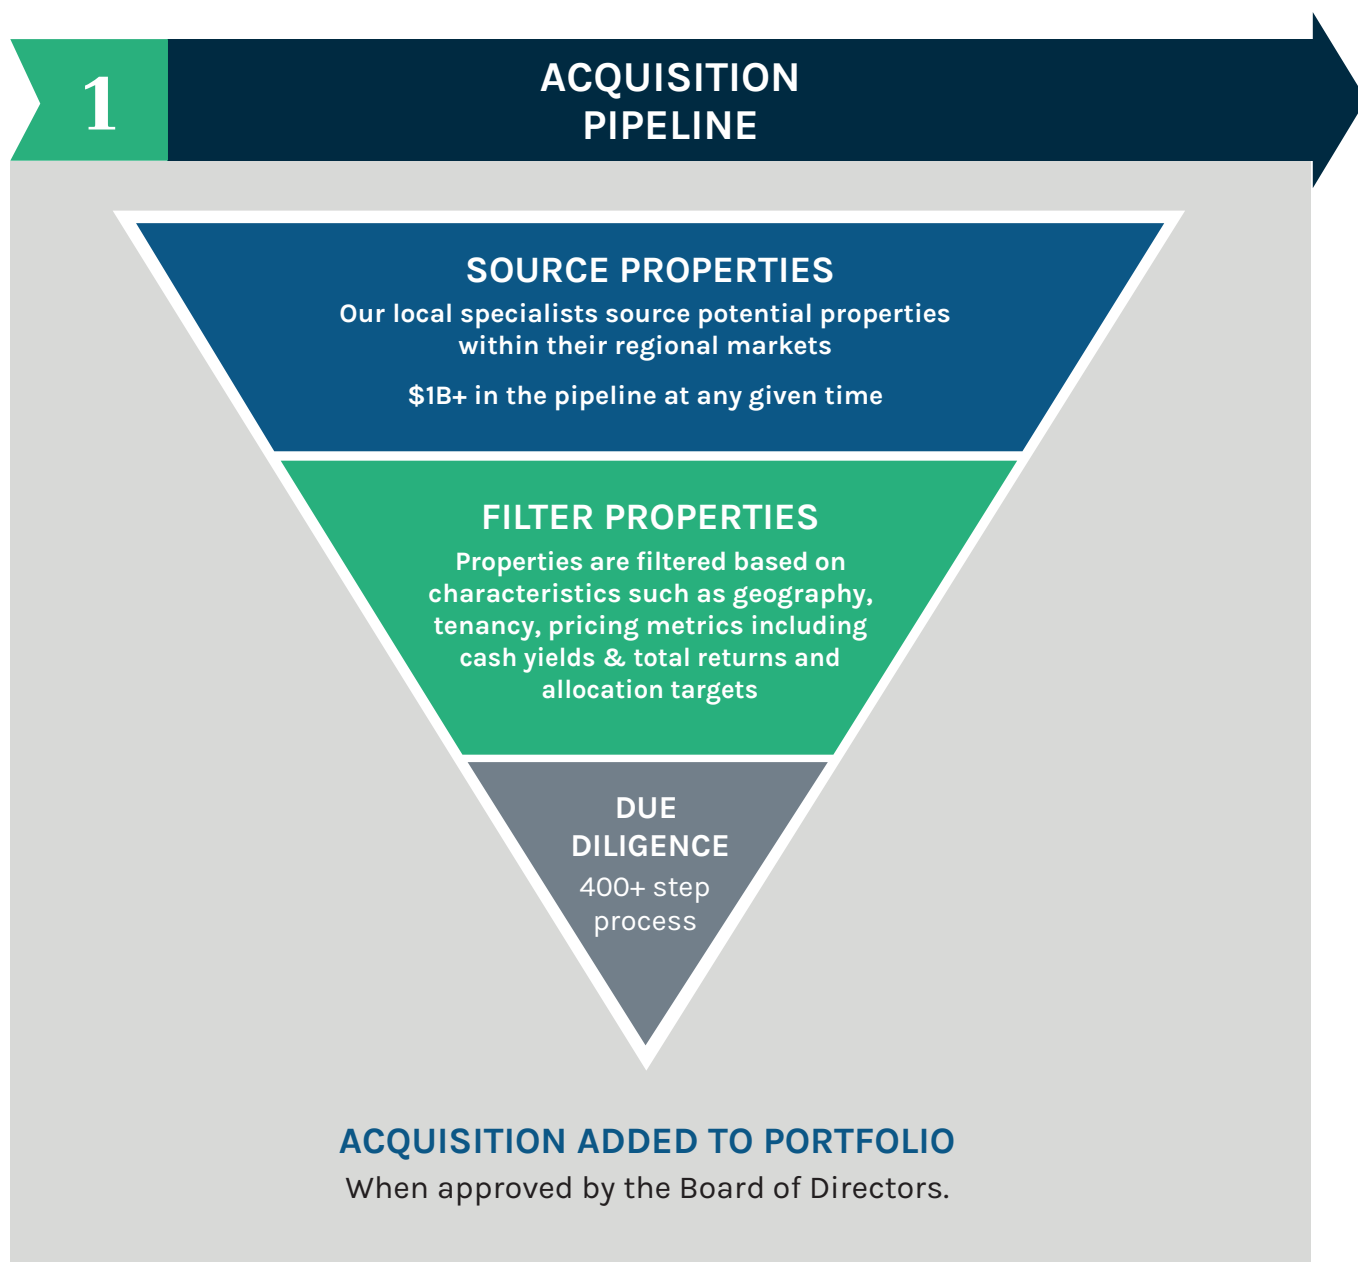 1
ACQUISITION
PIPELINE
SOURCE PROPERTIES
Our local specialists source potential properties
within their regional markets
$1B+ in the pipeline at any given time
FILTER PROPERTIES
Properties are filtered based on
characteristics such as geography,
tenancy, pricing metrics including
cash yields & total returns and
allocation targets
DUE
DILIGENCE
400+ step
process
ACQUISITION ADDED TO PORTFOLIO
When approved by the Board of Directors.